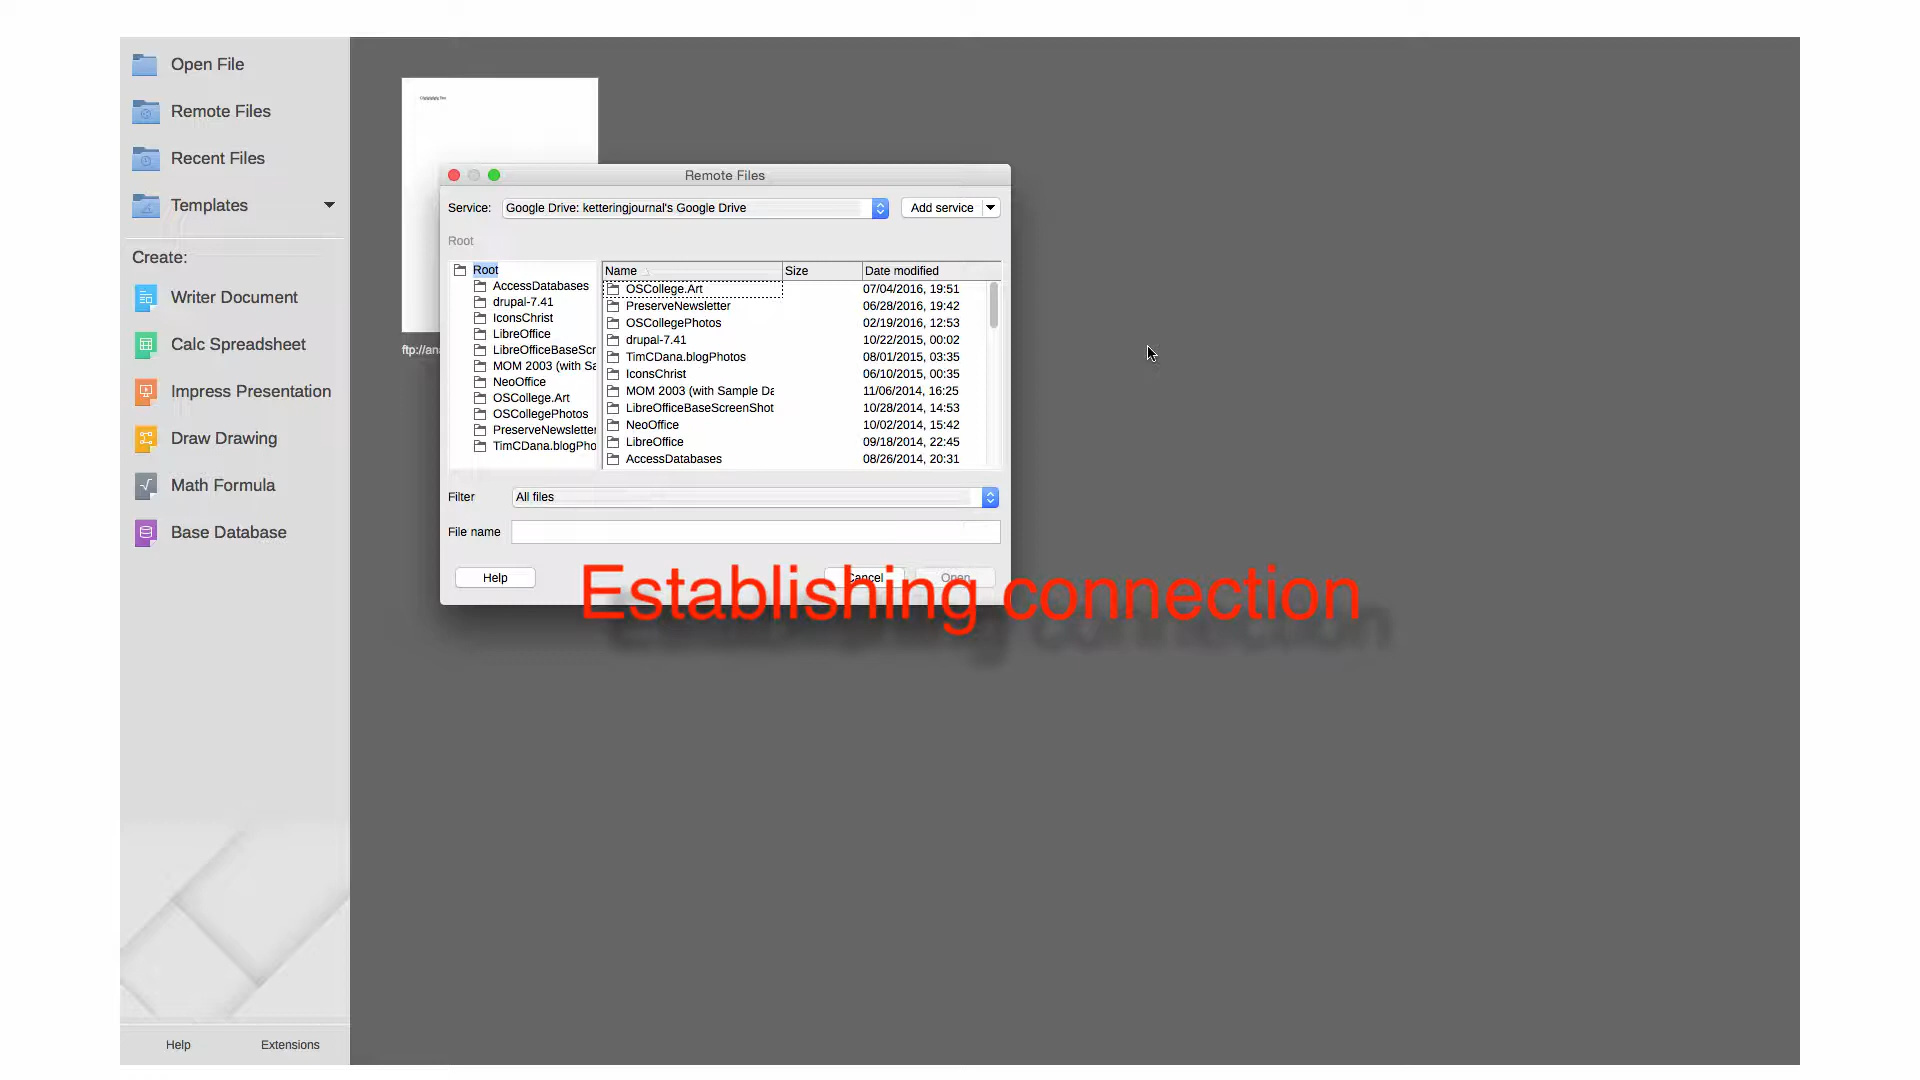 Open File
Remote Files
Recent Files
Templates
Create:
Writer Document
Calc Spreadsheet
Impress Presentation
Draw Drawing
Math Formula
Base Database
Help Extensions
ftp://an
Remote Files
Service: Google Drive: ketteringjournal's Google Drive Add service
Root
Root
AccessDatabases
drupal-7.41
IconsChrist
LibreOffice
LibreOfficeBaseScr
MOM 2003 (with Sa
NeoOffice
OSCollege.Art
OSCollegePhotos
PreserveNewsletter
TimCDana.blogPho
Name Size Date modified
OSCollege.Art 07/04/2016, 19:51
PreserveNewsletter 06/28/2016, 19:42
OSCollegePhotos 02/19/2016, 12:53
drupal-7.41 10/22/2015, 00:02
TimCDana.blogPhotos 08/01/2015, 03:35
IconsChrist 06/10/2015, 00:35
MOM 2003 (with Sample Da 11/06/2014, 16:25
LibreOfficeBaseScreenShot 10/28/2014, 14:53
NeoOffice 10/02/2014, 15:42
LibreOffice 09/18/2014, 22:45
AccessDatabases 08/26/2014, 20:31
Filter All files
File name
Help Cancel Open
Establishing connection